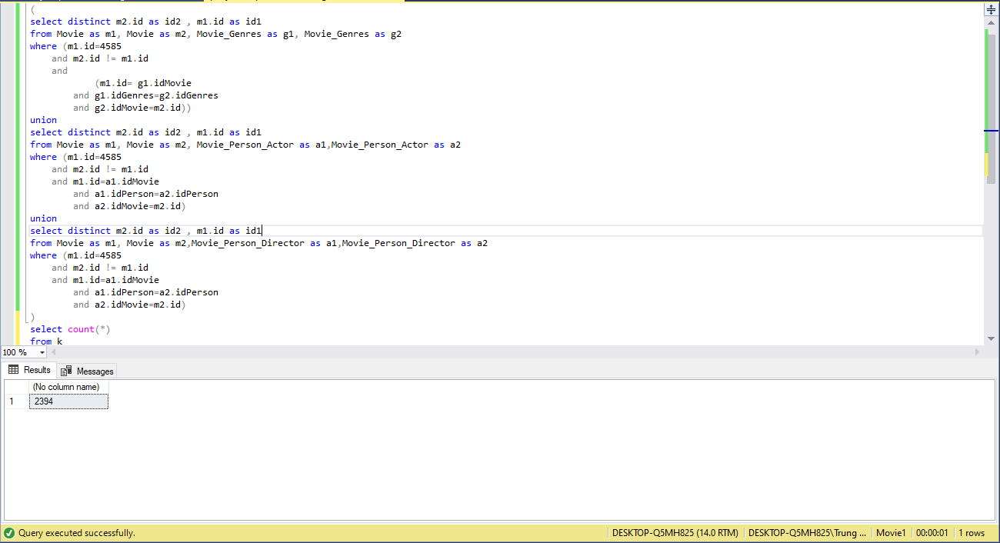 (
select distinct m2.id as id2 , m1.id as id1
from Movie as m1, Movie as m2, Movie_Genres as g1, Movie_Genres as g2
where (m1.id=4585
and m2.id != m1.id
and
(m1.id= g1.idMovie
and g1.idGenres=g2.idGenres
and g2.idMovie=m2.id))
union
select distinct m2.id as id2 , m1.id as id1
from Movie as m1, Movie as m2, Movie_Person_Actor as a1,Movie_Person_Actor as a2
where (m1.id=4585
and m2.id != m1.id
and m1.id=a1.idMovie
and a1.idPerson=a2.idPerson
and a2.idMovie=m2.id)
union
select distinct m2.id as id2 , m1.id as id1
from Movie as m1, Movie as m2,Movie_Person_Director as a1,Movie_Person_Director as a2
where (m1.id=4585
and m2.id != m1.id
and m1.id=a1.idMovie
and a1.idPerson=a2.idPerson
and a2.idMovie=m2.id)
)
select count(*)
from k
100 %
Results Messages
(No column name)
1 2394
Query executed successfully. DESKTOP-Q5MH825 (14.0 RTM) DESKTOP-Q5MH825\Trung ... Movie1 00:00:01 1 rows